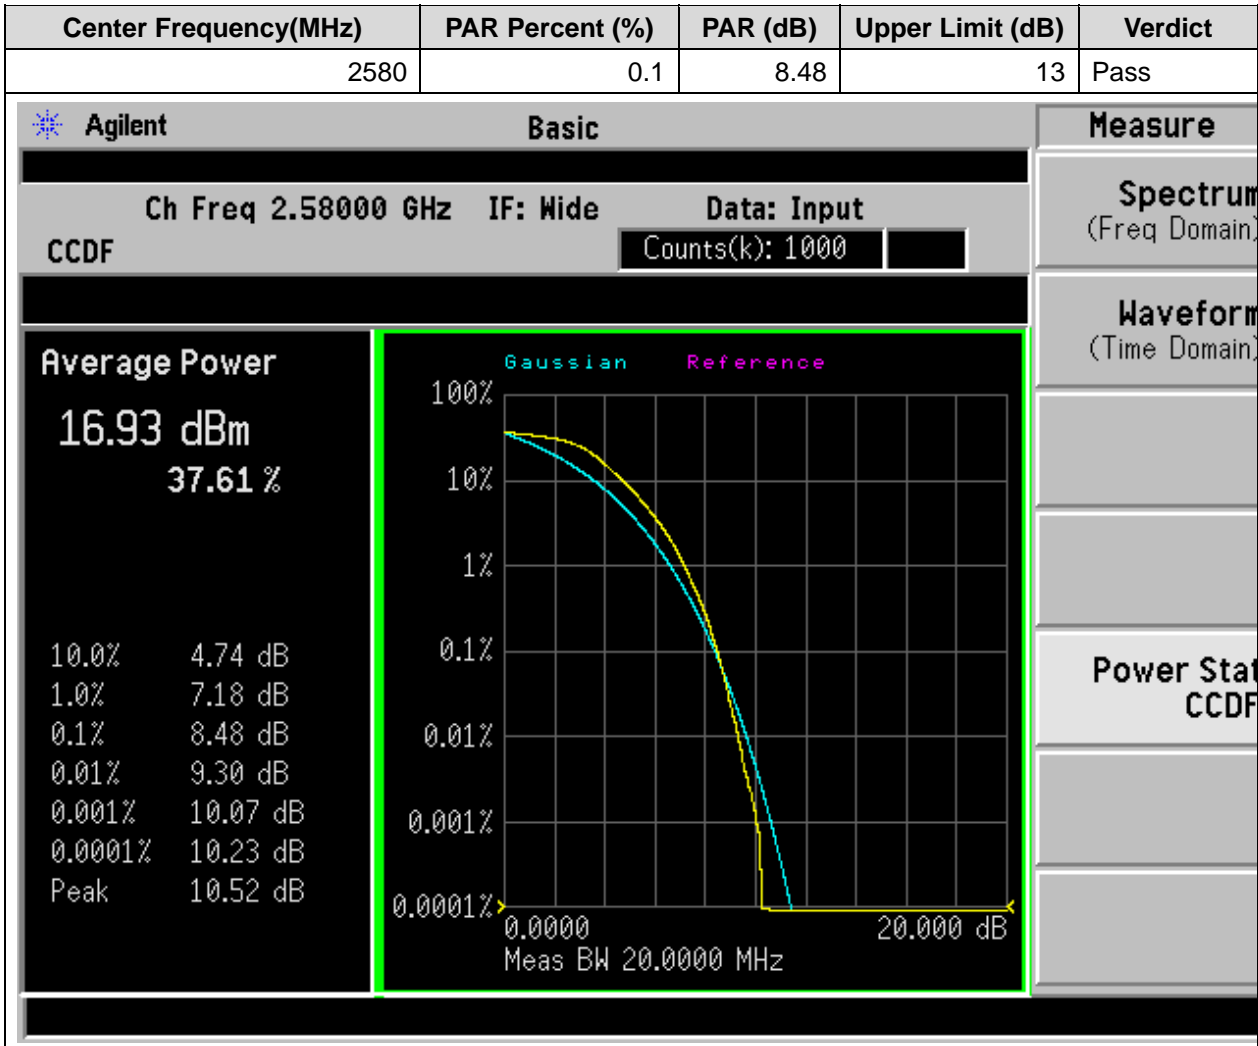 Center Frequency(MHz) PAR Percent (%) PAR (dB) Upper Limit (dB) Verdict
2580 0.1 8.48 13 Pass
Agilent Basic Measure
Ch Freq 2.58000 GHz IF: Wide Data: Input
CCDF Counts(k): 1000
Spectrum
(Freq Domain)
Waveform
(Time Domain)
Power Stat
CCDF
Average Power
16.93 dBm
37.61 %
10.0% 4.74 dB
1.0% 7.18 dB
0.1% 8.48 dB
0.01% 9.30 dB
0.001% 10.07 dB
0.0001% 10.23 dB
Peak 10.52 dB
Gaussian Reference
100%
10%
1%
0.1%
0.01%
0.001%
0.0001%
0.0000 20.000 dB
Meas BW 20.0000 MHz